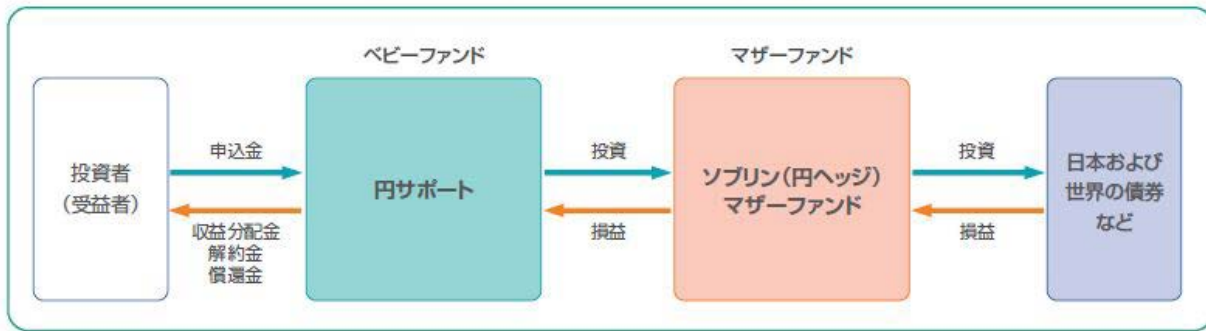 ベビーファンド
マザーファンド
投資者
（受益者）
申込金
収益分配金
解約金
償還金
円サポート
投資
損益
ソブリン（円ヘッジ）
マザーファンド
投資
損益
日本および
世界の債券
など